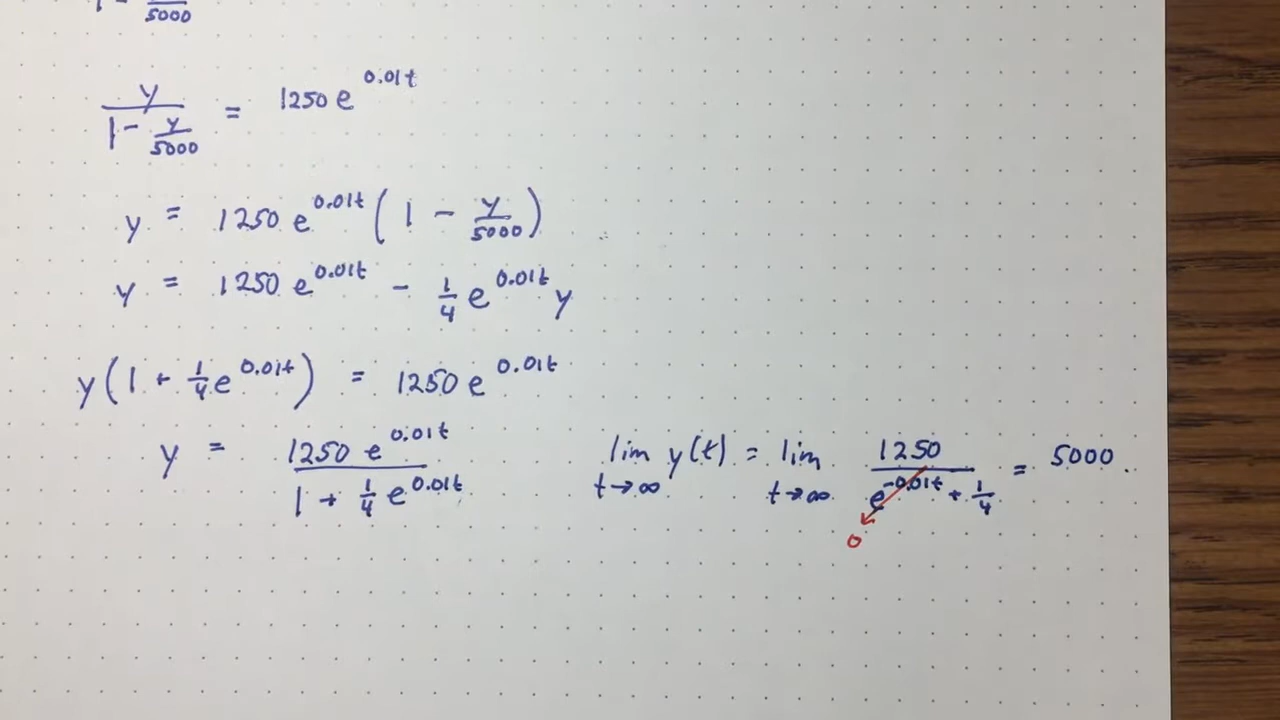 1 - y/5000
y/(1 - y/5000) = 1250 e^{0.01t}
y = 1250 e^{0.01t} (1 - y/5000)
y = 1250 e^{0.01t} - 1/4 e^{0.01t} y
y (1 + 1/4 e^{0.01t}) = 1250 e^{0.01t}
y = 1250 e^{0.01t}/(1 + 1/4 e^{0.01t})
lim_{t→∞} y(t) = lim_{t→∞} 1250/(e^{-0.01t} + 1/4) = 5000.
0